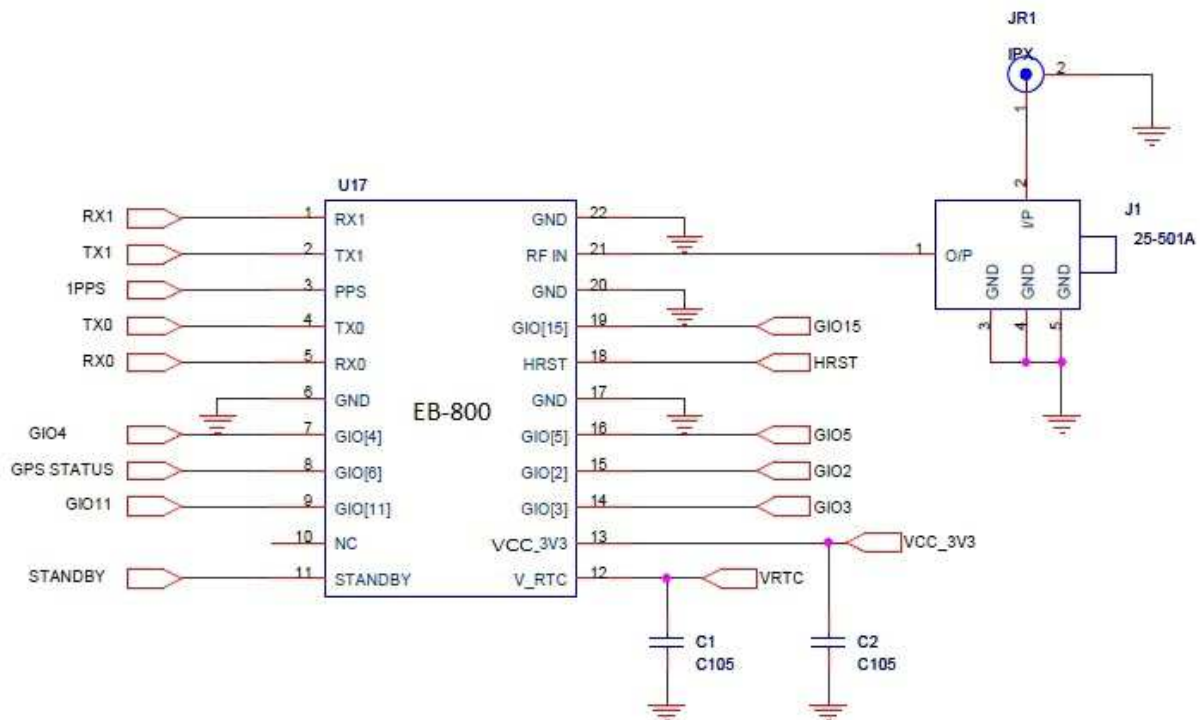 JR1
IPX
2
1
2
U17
J1
25-501A
I/P
1 O/P
GND GND GND
3 4 5
RX1 1 RX1 GND 22
TX1 2 TX1 RF IN 21
1PPS 3 PPS GND 20
TX0 4 TX0 GIO[15] 19 GIO15
RX0 5 RX0 HRST 18 HRST
6 GND GND 17
EB-800
GIO4 7 GIO[4] GIO[5] 16 GIO5
GPS STATUS 8 GIO[6] GIO[2] 15 GIO2
GIO11 9 GIO[11] GIO[3] 14 GIO3
10 NC VCC_3V3 13 VCC_3V3
STANDBY 11 STANDBY V_RTC 12 VRTC
C1
C105
C2
C105